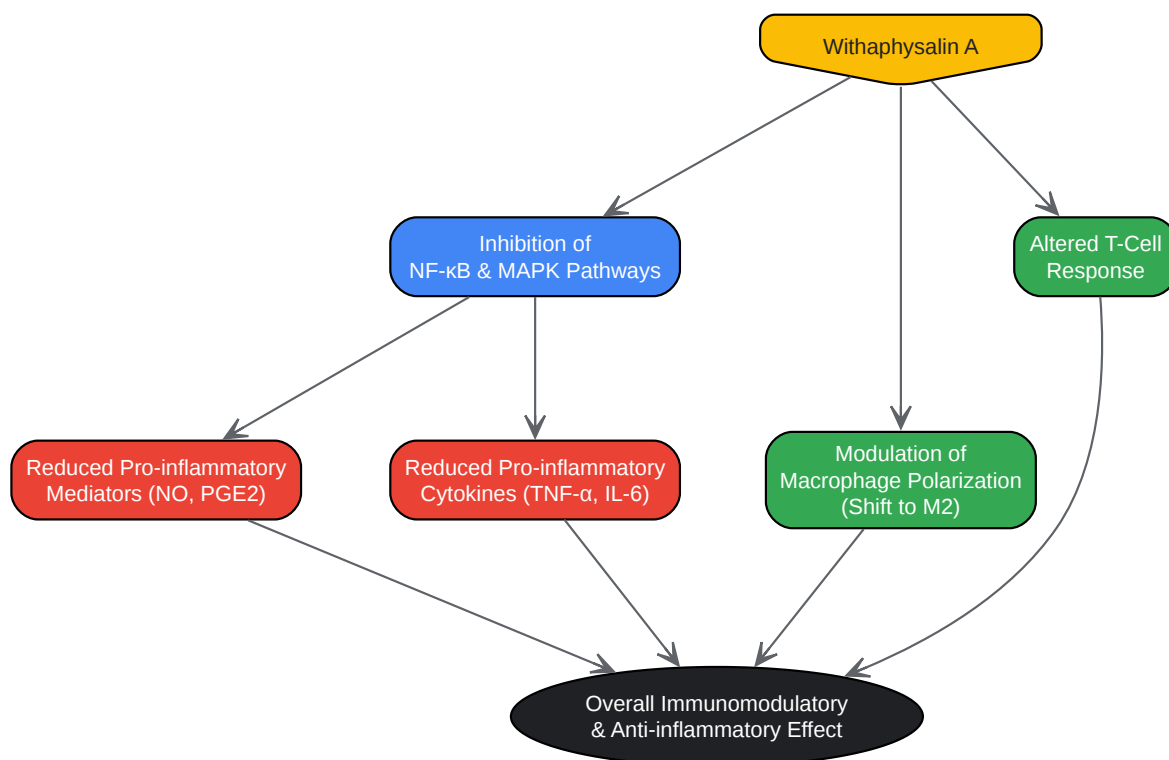 Withaphysalin A
Inhibition of
NF-κB & MAPK Pathways
Altered T-Cell
Response
Reduced Pro-inflammatory
Mediators (NO, PGE2)
Reduced Pro-inflammatory
Cytokines (TNF-α, IL-6)
Modulation of
Macrophage Polarization
(Shift to M2)
Overall Immunomodulatory
& Anti-inflammatory Effect